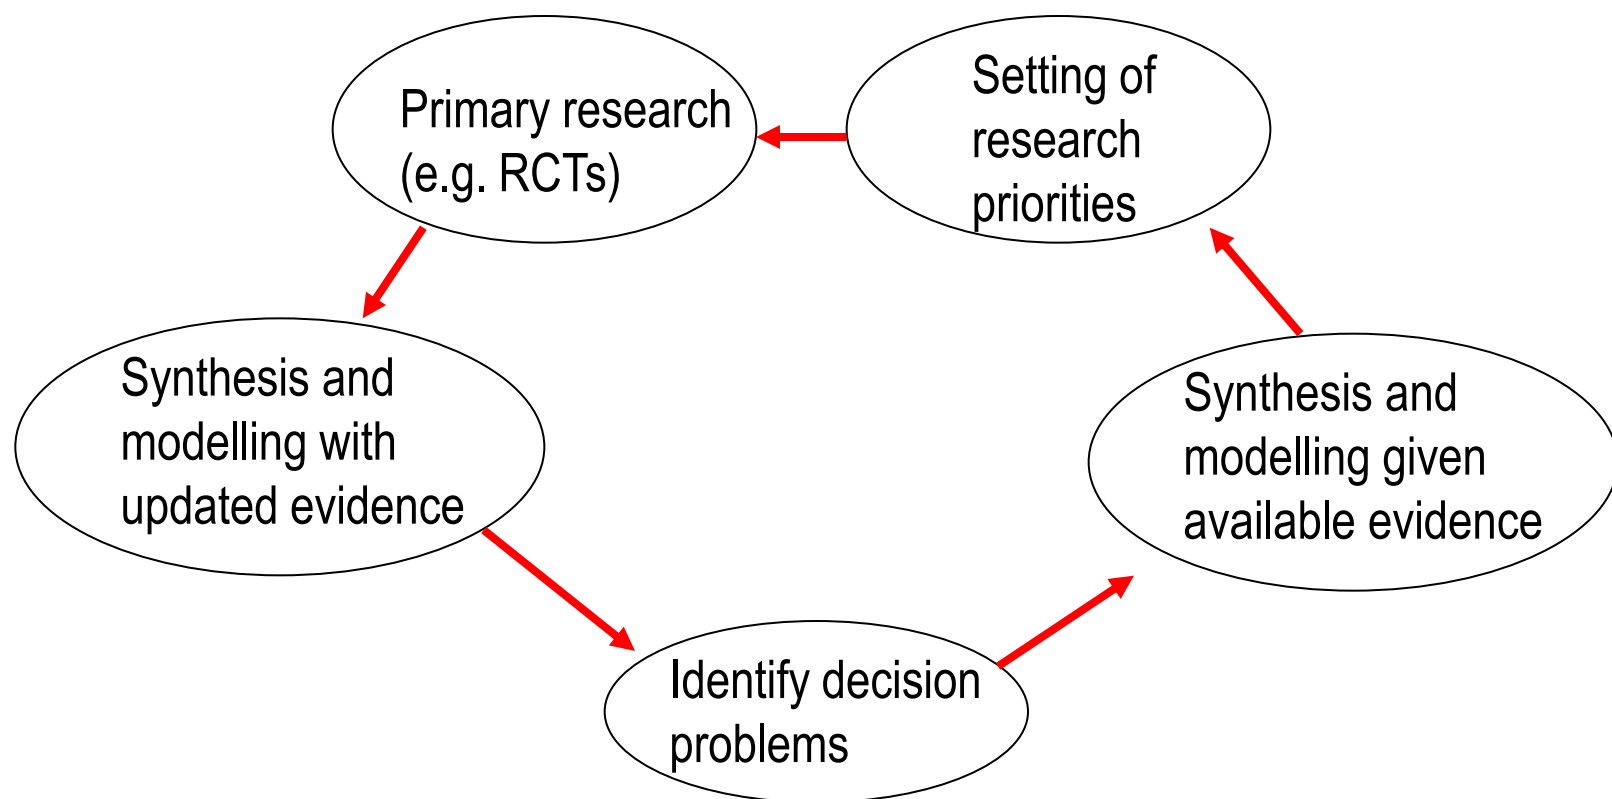 Primary research
(e.g. RCTs)
Setting of
research
priorities
Synthesis and
modelling with
updated evidence
Synthesis and
modelling given
available evidence
Identify decision
problems